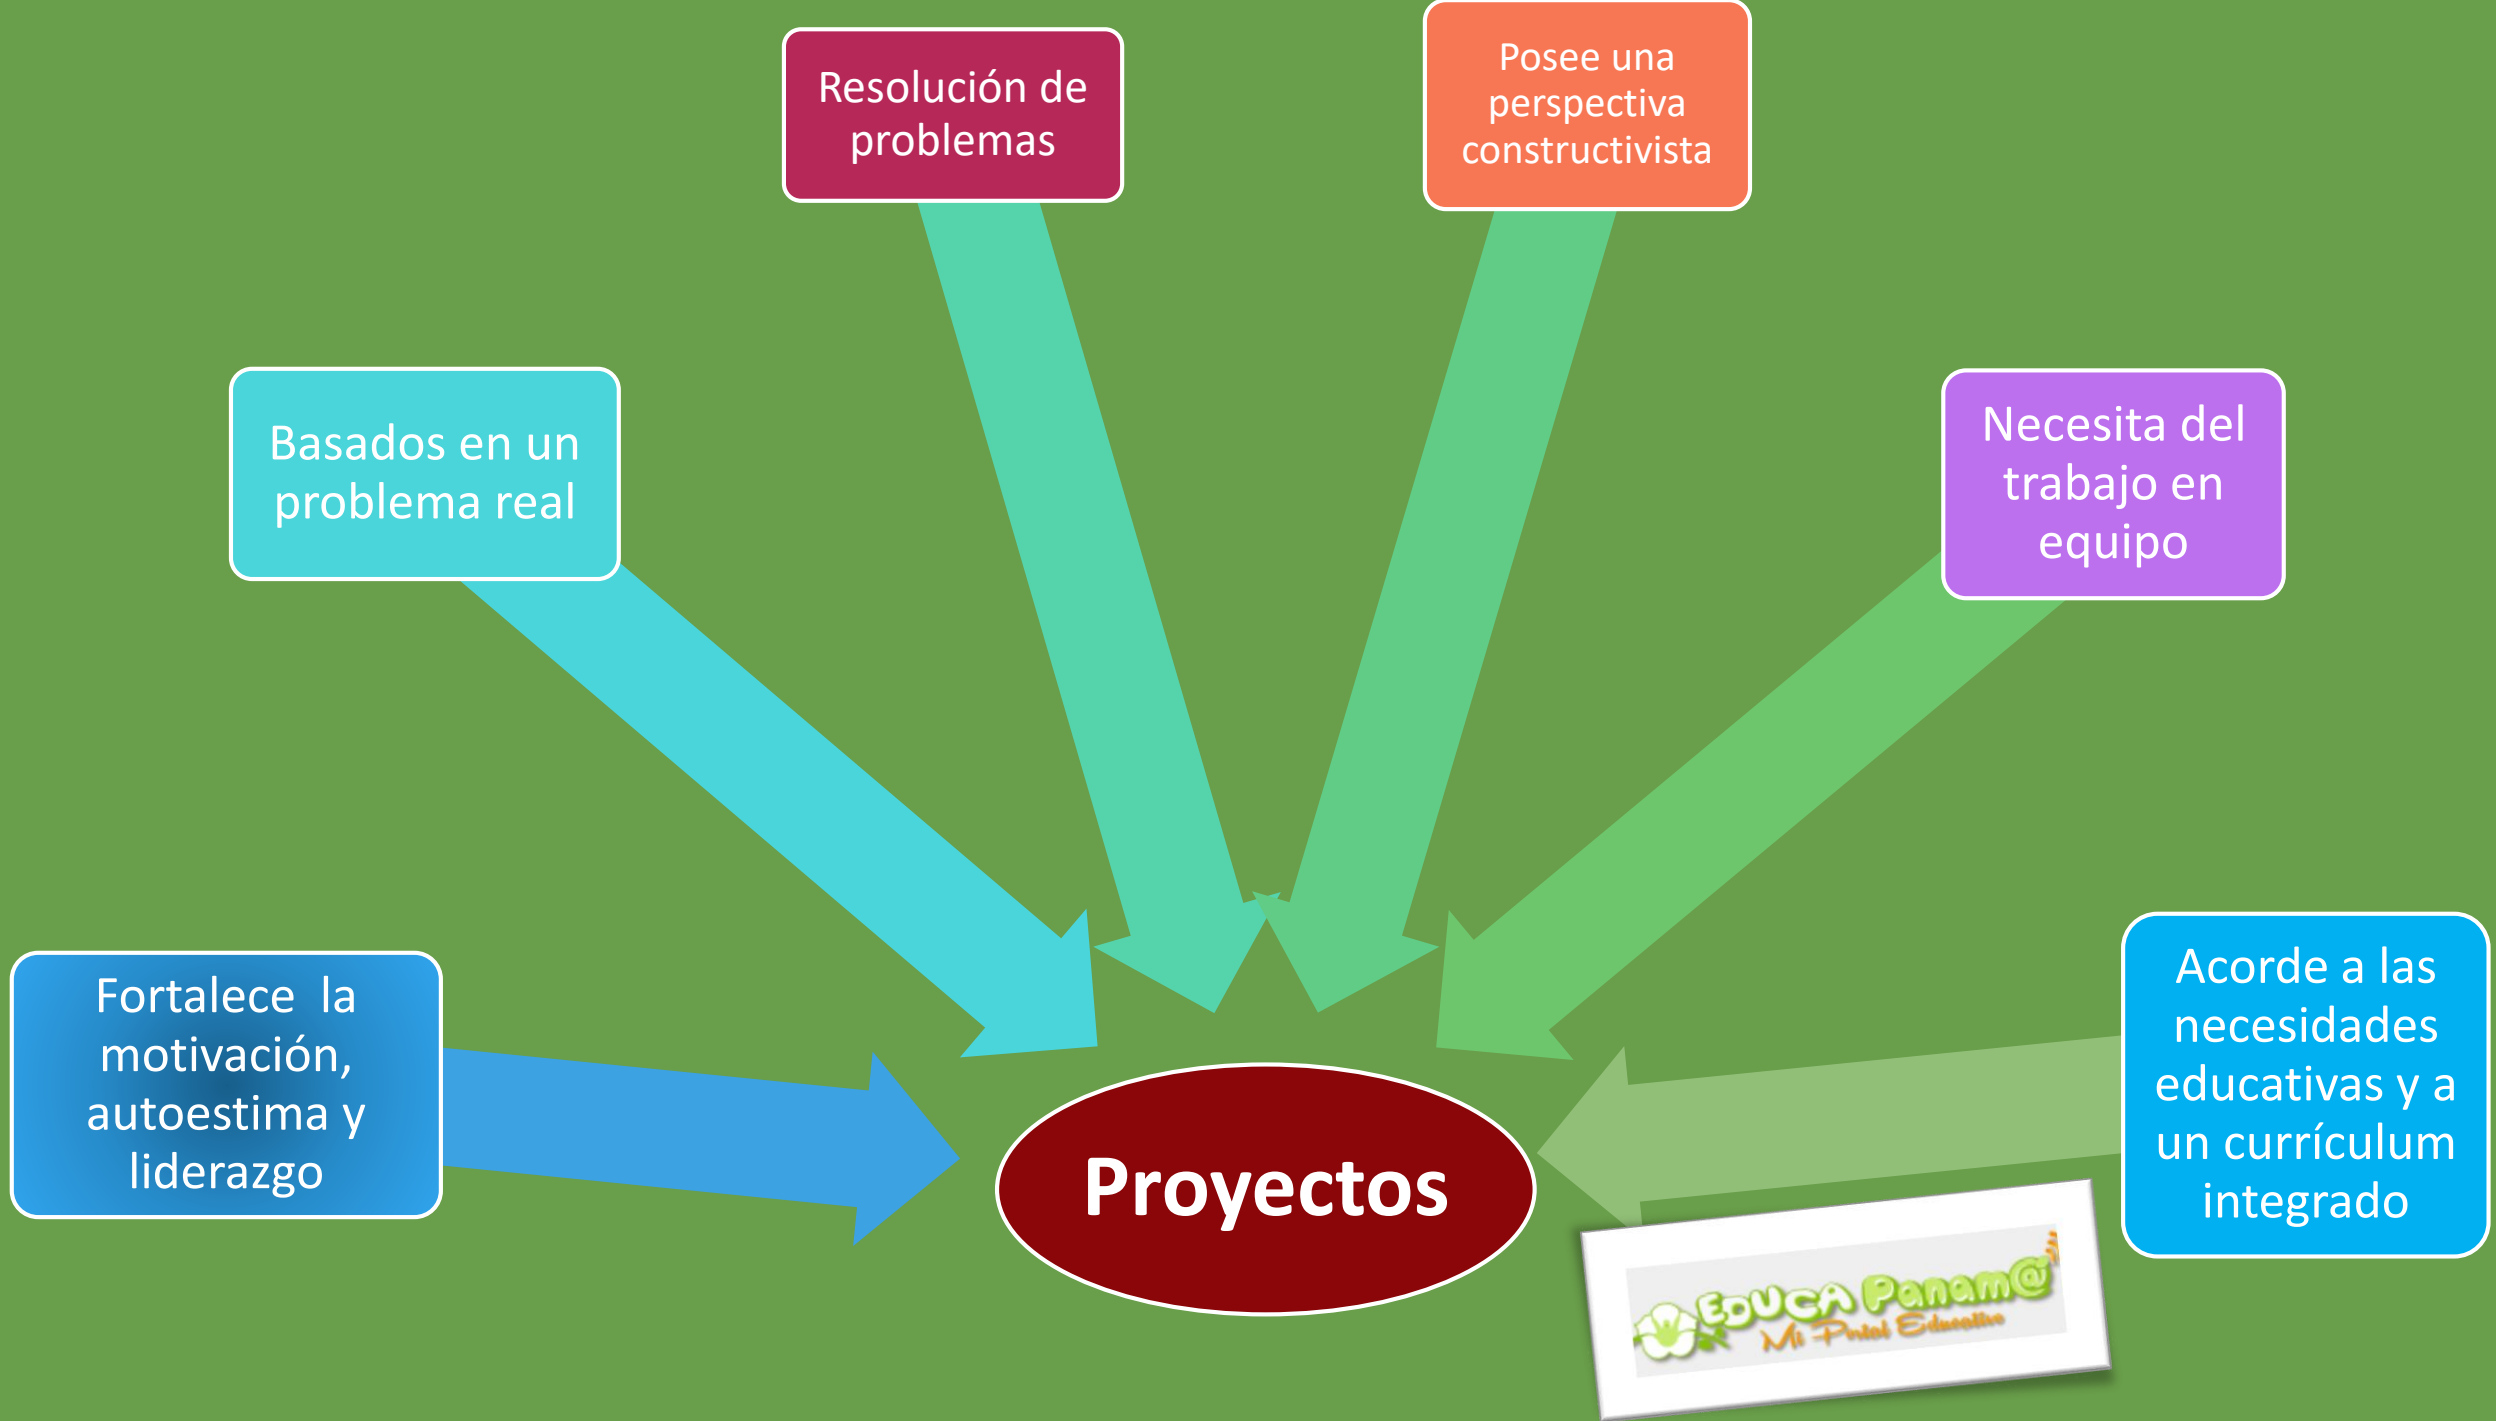 Resolución de
problemas
Posee una
perspectiva
constructivista
Basados en un
problema real
Necesita del
trabajo en
equipo
Fortalece  la
motivación,
autoestima y
liderazgo
Acorde a las
necesidades
educativas y a
un currículum
integrado
Proyectos
EDUCA Panam@
Mi Portal Educativo